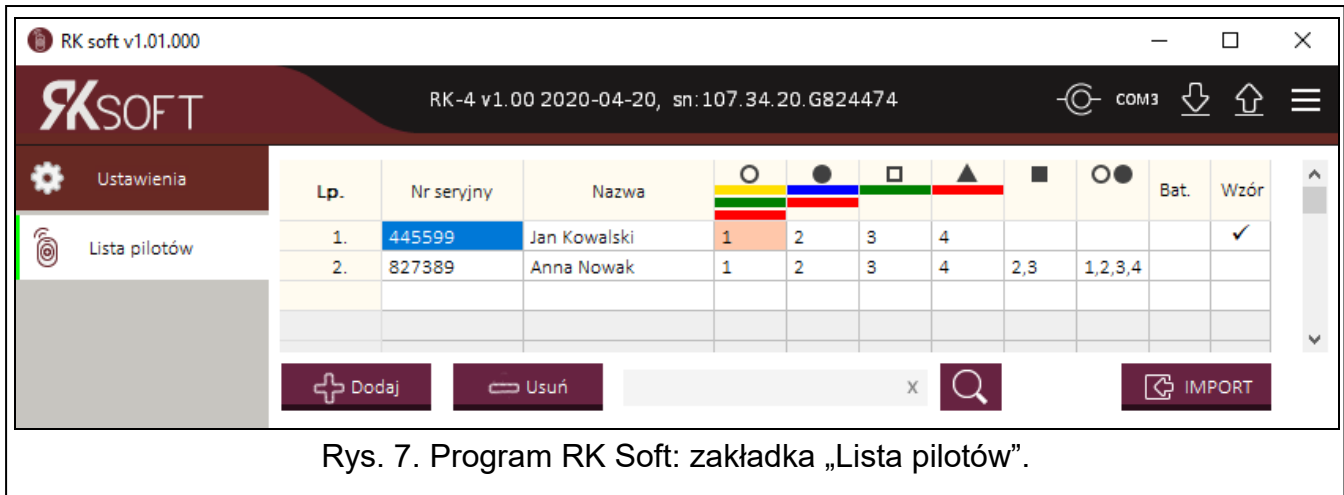 RK soft v1.01.000
RKSOFT RK-4 v1.00 2020-04-20, sn:107.34.20.G824474 COM3
Ustawienia
Lista pilotów
Lp. Nr seryjny Nazwa Bat. Wzór
1. 445599 Jan Kowalski 1 2 3 4 ✓
2. 827389 Anna Nowak 1 2 3 4 2,3 1,2,3,4
Dodaj Usuń x IMPORT
Rys. 7. Program RK Soft: zakładka „Lista pilotów”.